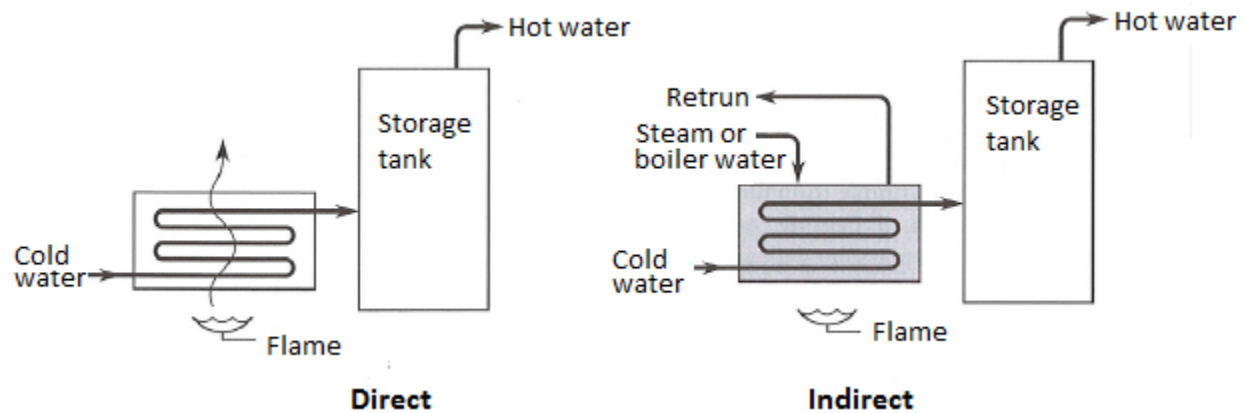 Hot water
Storage
tank
Cold
water
Flame
Direct
Hot water
Retrun
Steam or
boiler water
Storage
tank
Cold
water
Flame
Indirect